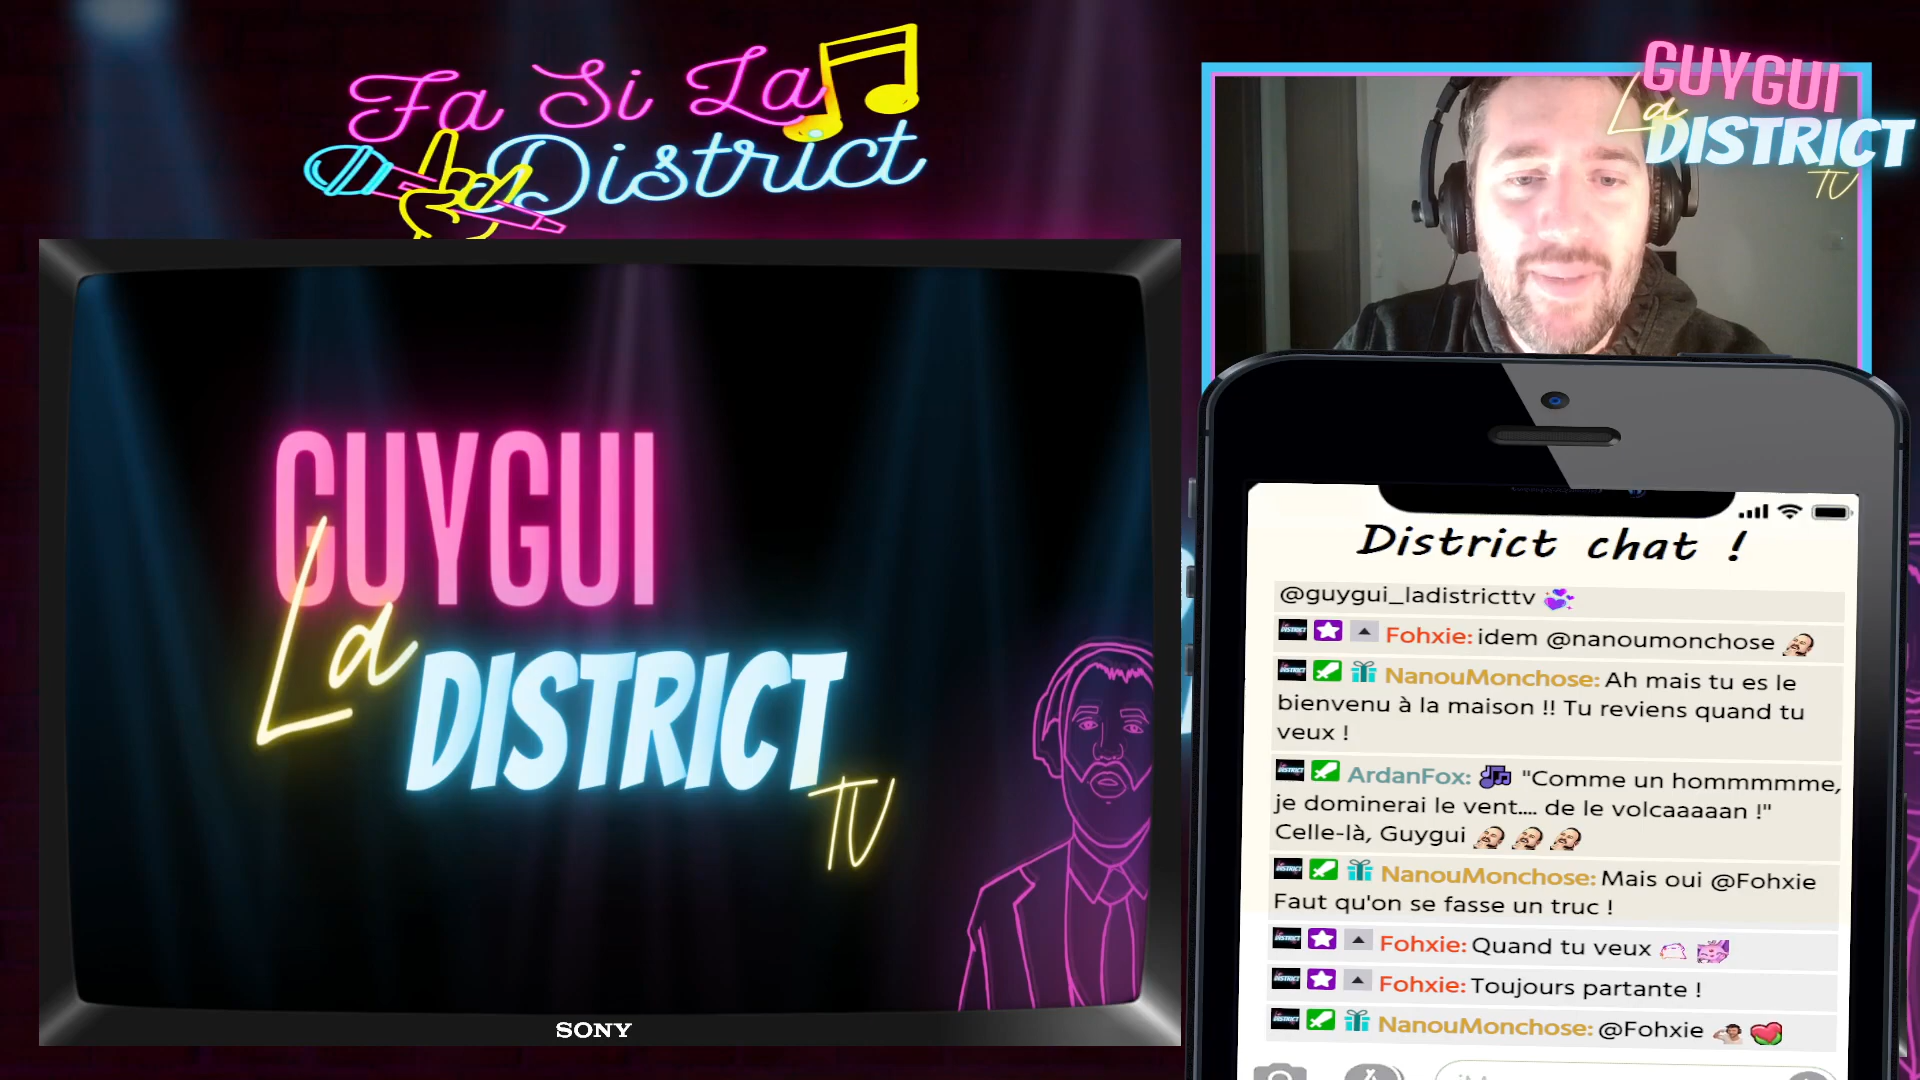 Fa Si La
District
GUYGUI
La
DISTRICT
TV
GUYGUI
La
DISTRICT
TV
SONY
District chat !
@guygui_ladistricttv
Fohxie: idem @nanoumonchose
NanouMonchose: Ah mais tu es le
bienvenu à la maison !! Tu reviens quand tu
veux !
ArdanFox: "Comme un hommmmme,
je dominerai le vent.... de le volcaaaaan !"
Celle-là, Guygui
NanouMonchose: Mais oui @Fohxie
Faut qu'on se fasse un truc !
Fohxie: Quand tu veux
Fohxie: Toujours partante !
NanouMonchose: @Fohxie